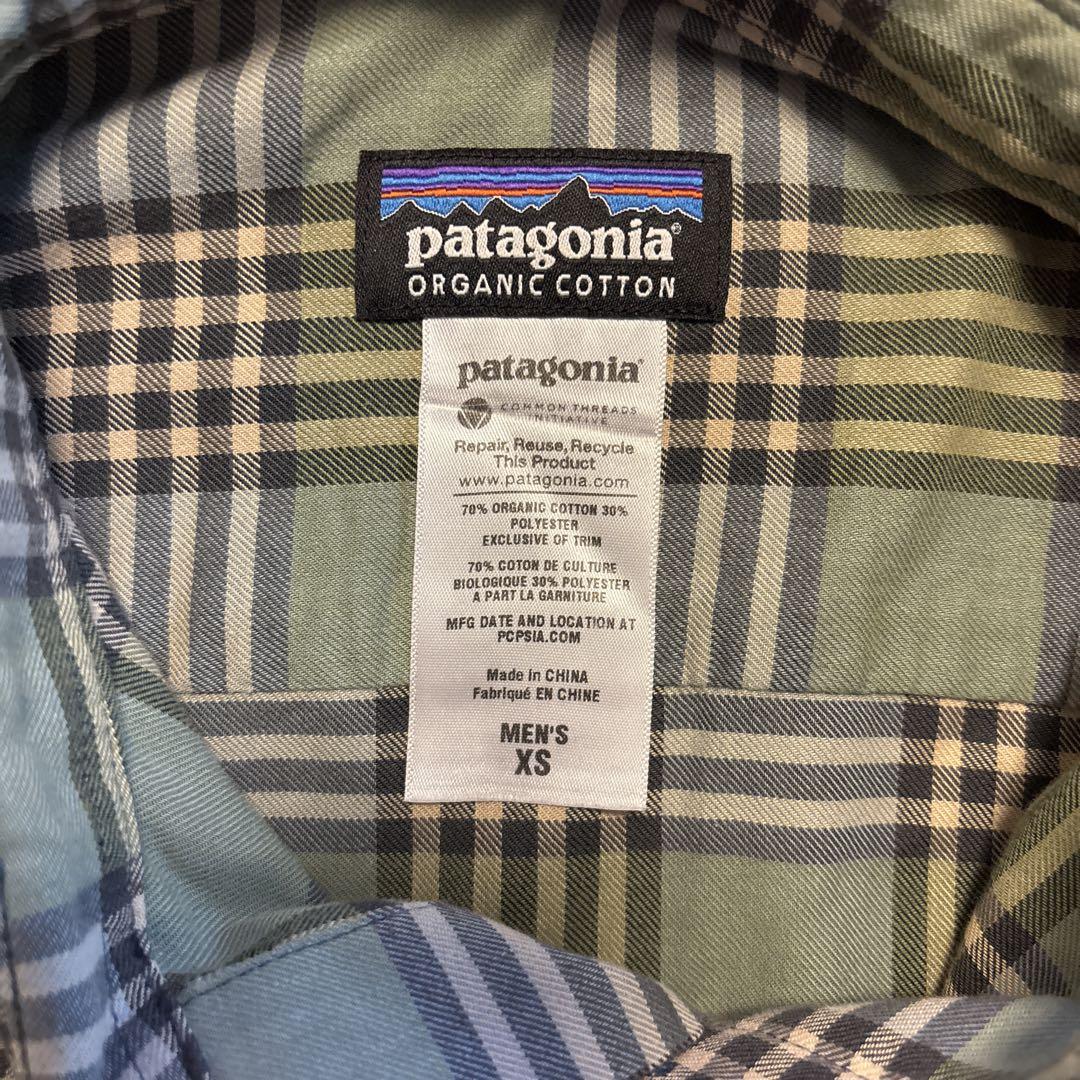 patagonia®
ORGANIC COTTON
patagonia®
COMMON THREADS
INITIATIVE
Repair, Reuse, Recycle
This Product
www.patagonia.com
70% ORGANIC COTTON 30%
POLYESTER
EXCLUSIVE OF TRIM
70% COTON DE CULTURE
BIOLOGIQUE 30% POLYESTER
A PART LA GARNITURE
MFG DATE AND LOCATION AT
PCPSIA.COM
Made in CHINA
Fabriqué EN CHINE
MEN'S
XS